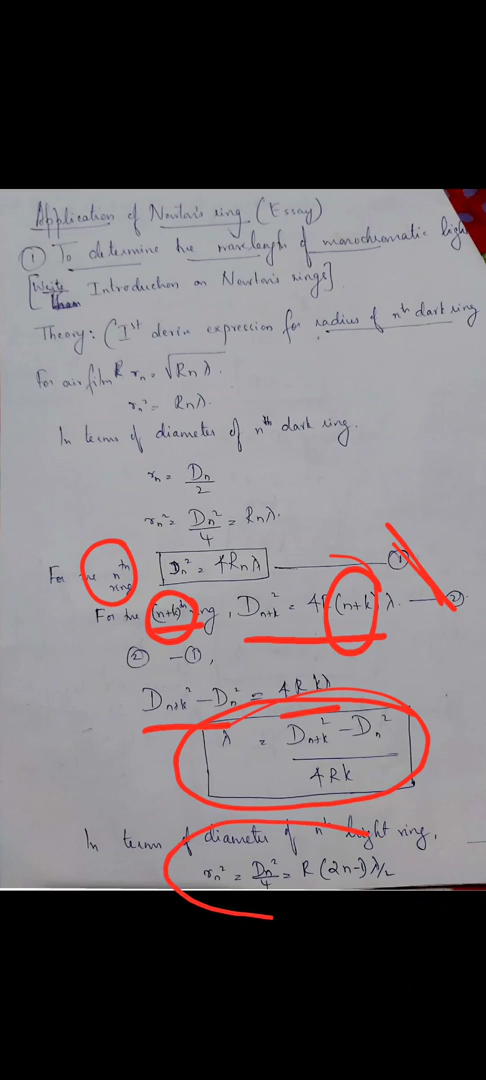 Application of Newton's ring (Essay)
① To determine the wavelength of monochromatic light
[Write Introduction on Newton's rings]
Theory: (Ist derive expression for radius of nth dark ring
For air film rn = √Rnλ.
rn² = Rnλ.
In terms of diameter of nth dark ring.
rn = Dn/2
rn² = Dn²/4 = Rnλ.
For the nth ring Dn² = 4Rnλ — ①
For the (n+k)th ring, Dn+k² = 4R(n+k)λ. — ②
② - ①,
Dn+k² - Dn² = 4Rkλ
λ = Dn+k² - Dn² / 4Rk
In terms of diameter of nth bright ring,
rn² = Dn²/4 = R(2n-1)λ/2